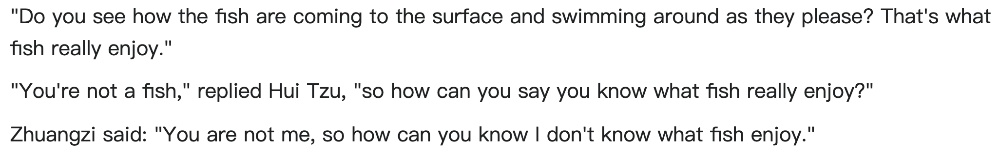 "Do you see how the fish are coming to the surface and swimming around as they please? That's what
fish really enjoy."
"You're not a fish," replied Hui Tzu, "so how can you say you know what fish really enjoy?"
Zhuangzi said: "You are not me, so how can you know I don't know what fish enjoy."